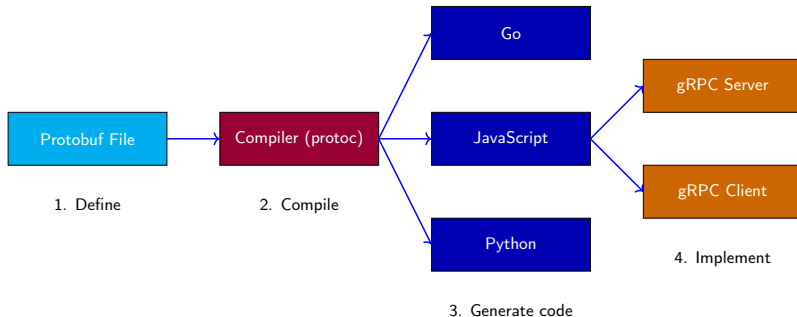 Protobuf File
1. Define
Compiler (protoc)
2. Compile
Go
JavaScript
Python
3. Generate code
gRPC Server
gRPC Client
4. Implement